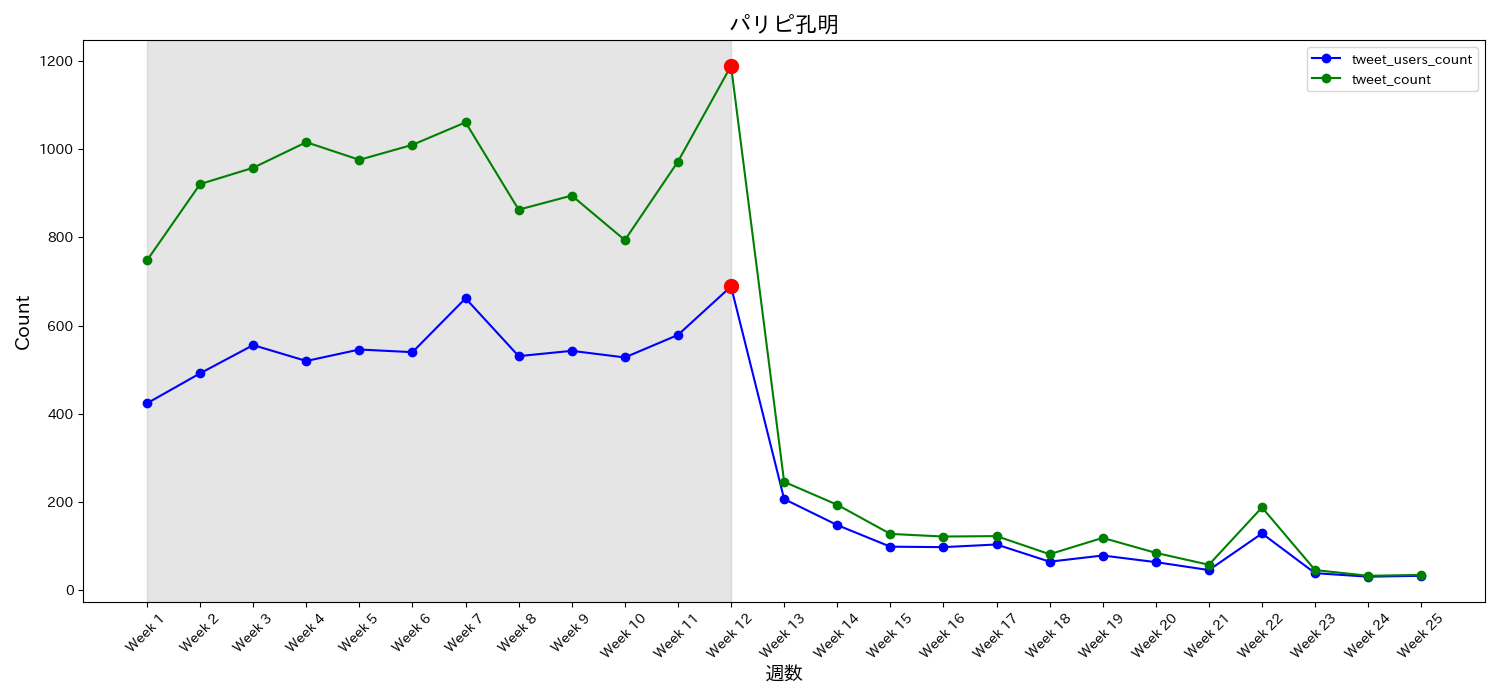 パリピ孔明
tweet_users_count
tweet_count
Count
1200
1000
800
600
400
200
0
Week 1
Week 2
Week 3
Week 4
Week 5
Week 6
Week 7
Week 8
Week 9
Week 10
Week 11
Week 12
Week 13
Week 14
Week 15
Week 16
Week 17
Week 18
Week 19
Week 20
Week 21
Week 22
Week 23
Week 24
Week 25
週数